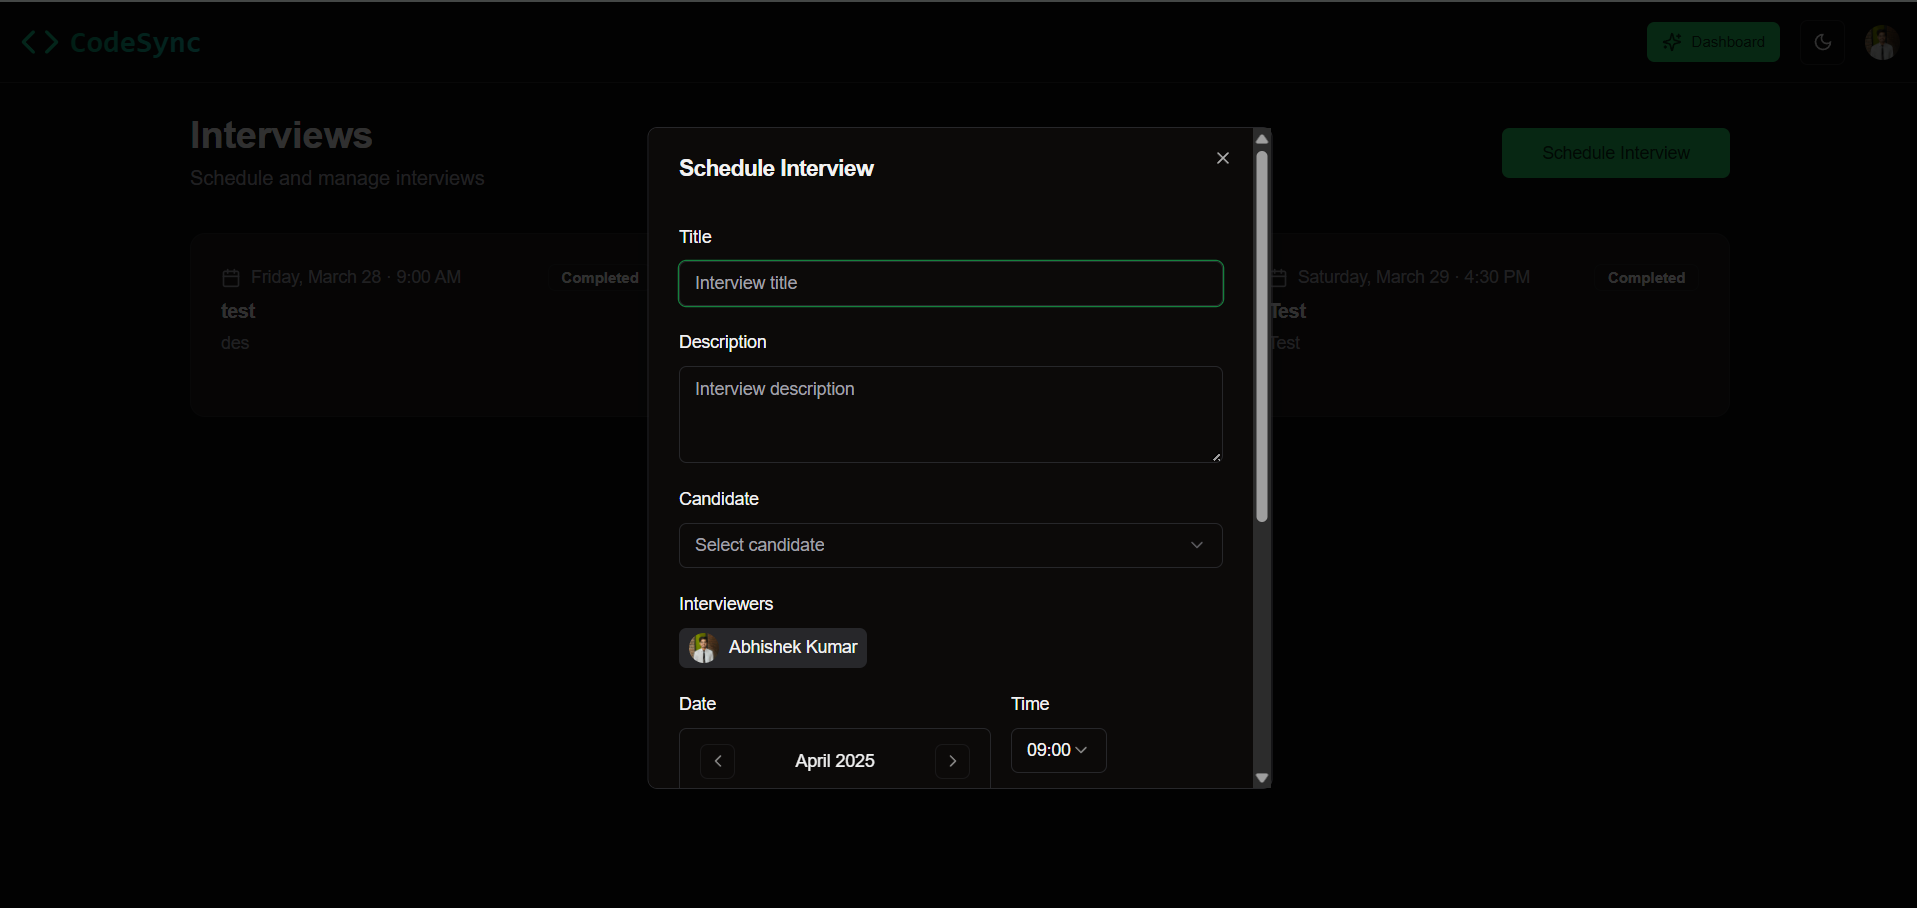 CodeSync
Dashboard
Interviews
Schedule and manage interviews
Schedule Interview
Friday, March 28 · 9:00 AM
Completed
test
des
Saturday, March 29 · 4:30 PM
Completed
Test
Test
Schedule Interview
Title
Interview title
Description
Interview description
Candidate
Select candidate
Interviewers
Abhishek Kumar
Date
Time
April 2025
09:00